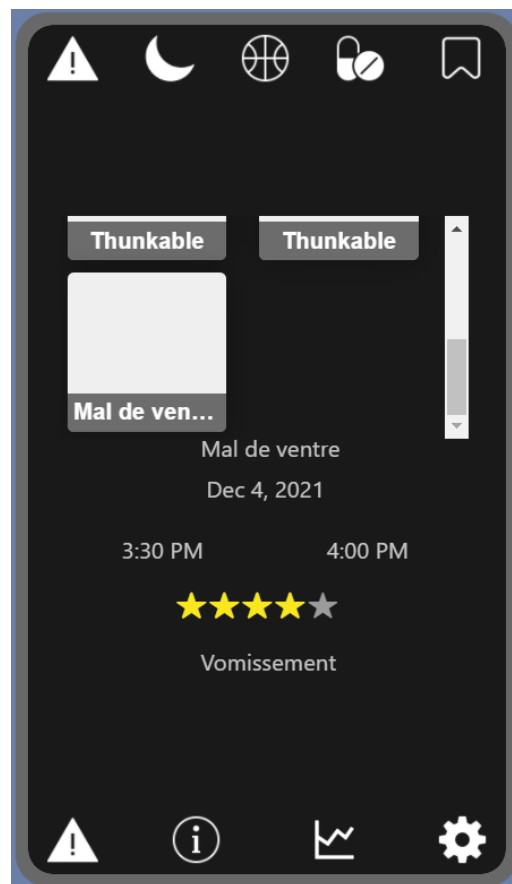 Thunkable Thunkable
Mal de ven...
Mal de ventre
Dec 4, 2021
3:30 PM 4:00 PM
Vomissement